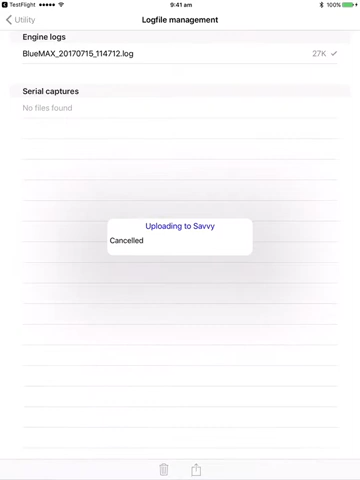 TestFlight 9:41 am 100%
Utility Logfile management
Engine logs
BlueMAX_20170715_114712.log 27K
Serial captures
No files found
Uploading to Savvy
Cancelled